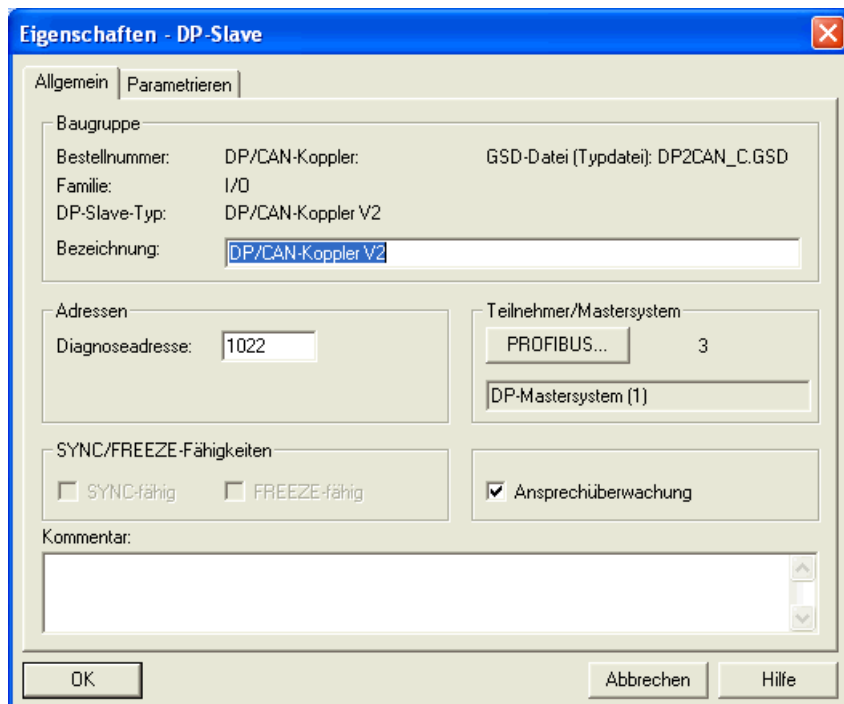 Eigenschaften - DP-Slave
Allgemein Parametrieren
Baugruppe
Bestellnummer: DP/CAN-Koppler: GSD-Datei (Typdatei): DP2CAN_C.GSD
Familie: I/O
DP-Slave-Typ: DP/CAN-Koppler V2
Bezeichnung: DP/CAN-Koppler V2
Adressen
Diagnoseadresse: 1022
Teilnehmer/Mastersystem
PROFIBUS... 3
DP-Mastersystem (1)
SYNC/FREEZE-Fähigkeiten
SYNC-fähig FREEZE-fähig
Ansprechüberwachung
Kommentar:
OK Abbrechen Hilfe